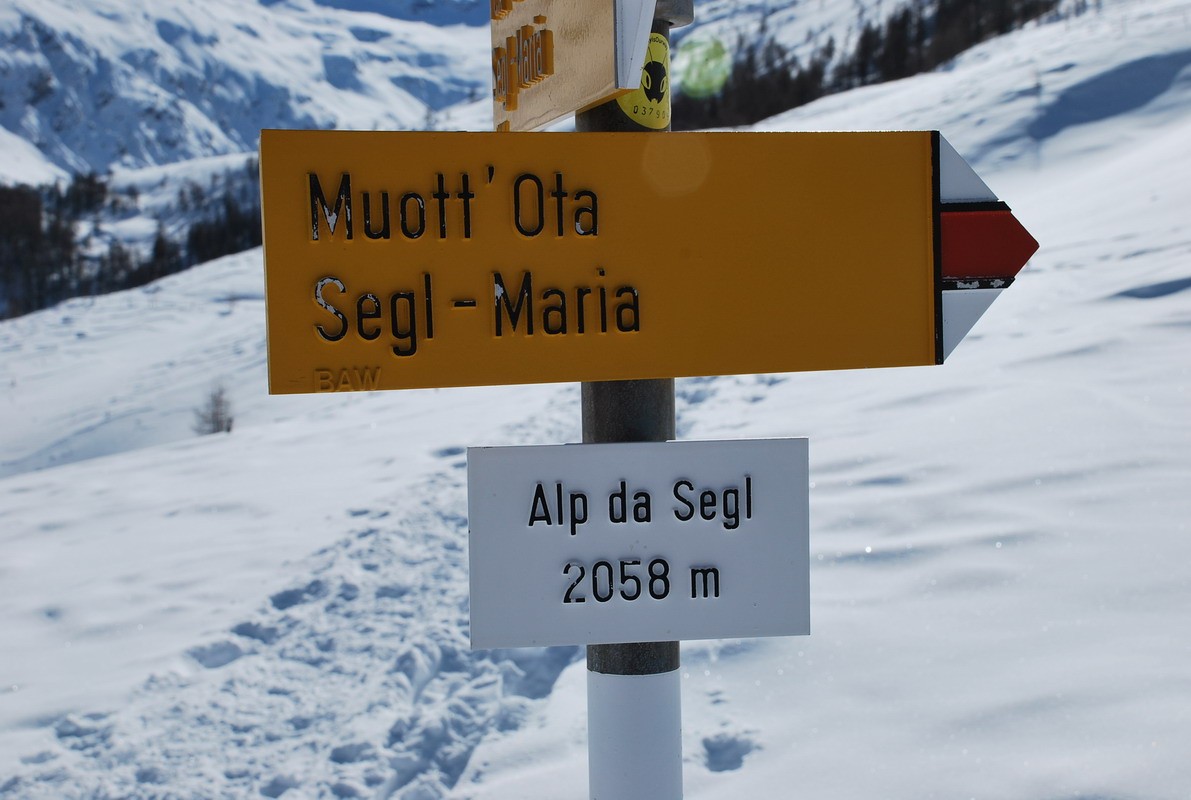 Muott' Ota
Segl - Maria
BAW
Alp da Segl
2058 m